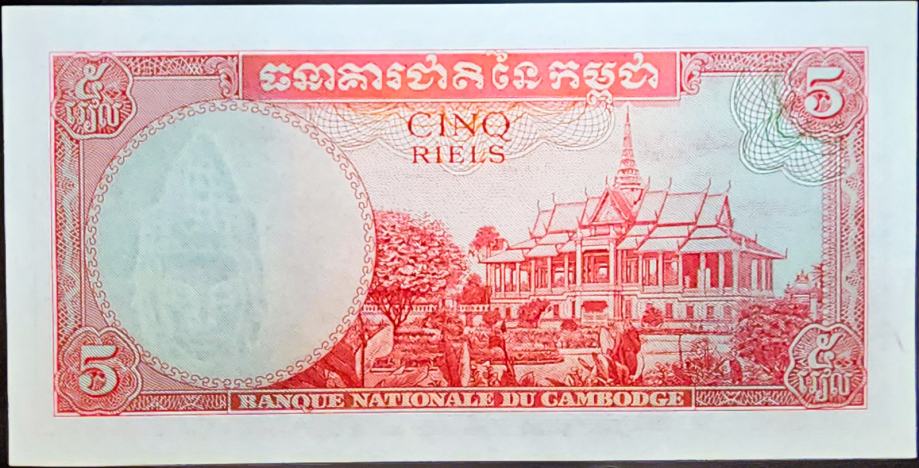 ធនាគារជាតិនៃកម្ពុជា
៥
រៀល
5
CINQ
RIELS
5
៥
រៀល
BANQUE NATIONALE DU CAMBODGE